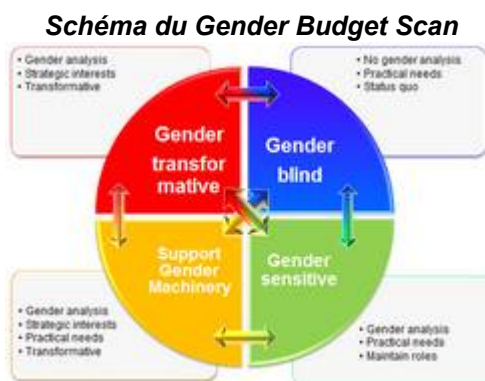 Schéma du Gender Budget Scan
• Gender analysis
• Strategic interests
• Transformative
• No gender analysis
• Practical needs
• Status quo
Gender
transfor
mative
Gender
blind
Support
Gender
Machinery
Gender
sensitive
• Gender analysis
• Strategic interests
• Practical needs
• Transformative
• Gender analysis
• Practical needs
• Maintain roles